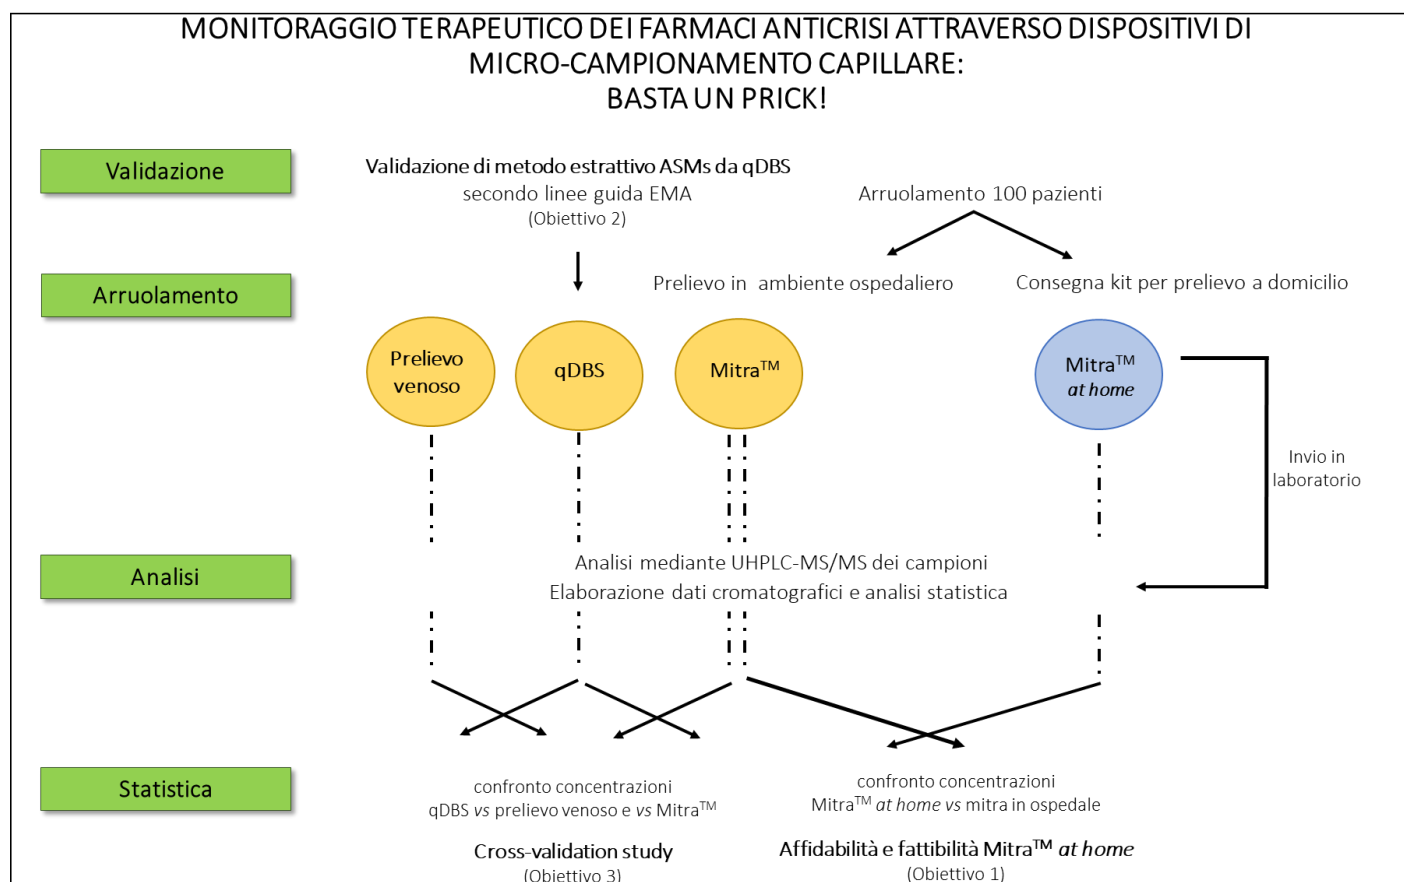 MONITORAGGIO TERAPEUTICO DEI FARMACI ANTICRISI ATTRAVERSO DISPOSITIVI DI
MICRO-CAMPIONAMENTO CAPILLARE:
BASTA UN PRICK!
Validazione
Validazione di metodo estrattivo ASMs da qDBS
secondo linee guida EMA
(Obiettivo 2)
Arruolamento 100 pazienti
Arruolamento
Prelievo in ambiente ospedaliero
Consegna kit per prelievo a domicilio
Prelievo
venoso
qDBS
Mitra™
Mitra™
at home
Invio in
laboratorio
Analisi
Analisi mediante UHPLC-MS/MS dei campioni
Elaborazione dati cromatografici e analisi statistica
Statistica
confronto concentrazioni
qDBS vs prelievo venoso e vs Mitra™
Cross-validation study
(Obiettivo 3)
confronto concentrazioni
Mitra™ at home vs mitra in ospedale
Affidabilità e fattibilità Mitra™ at home
(Obiettivo 1)